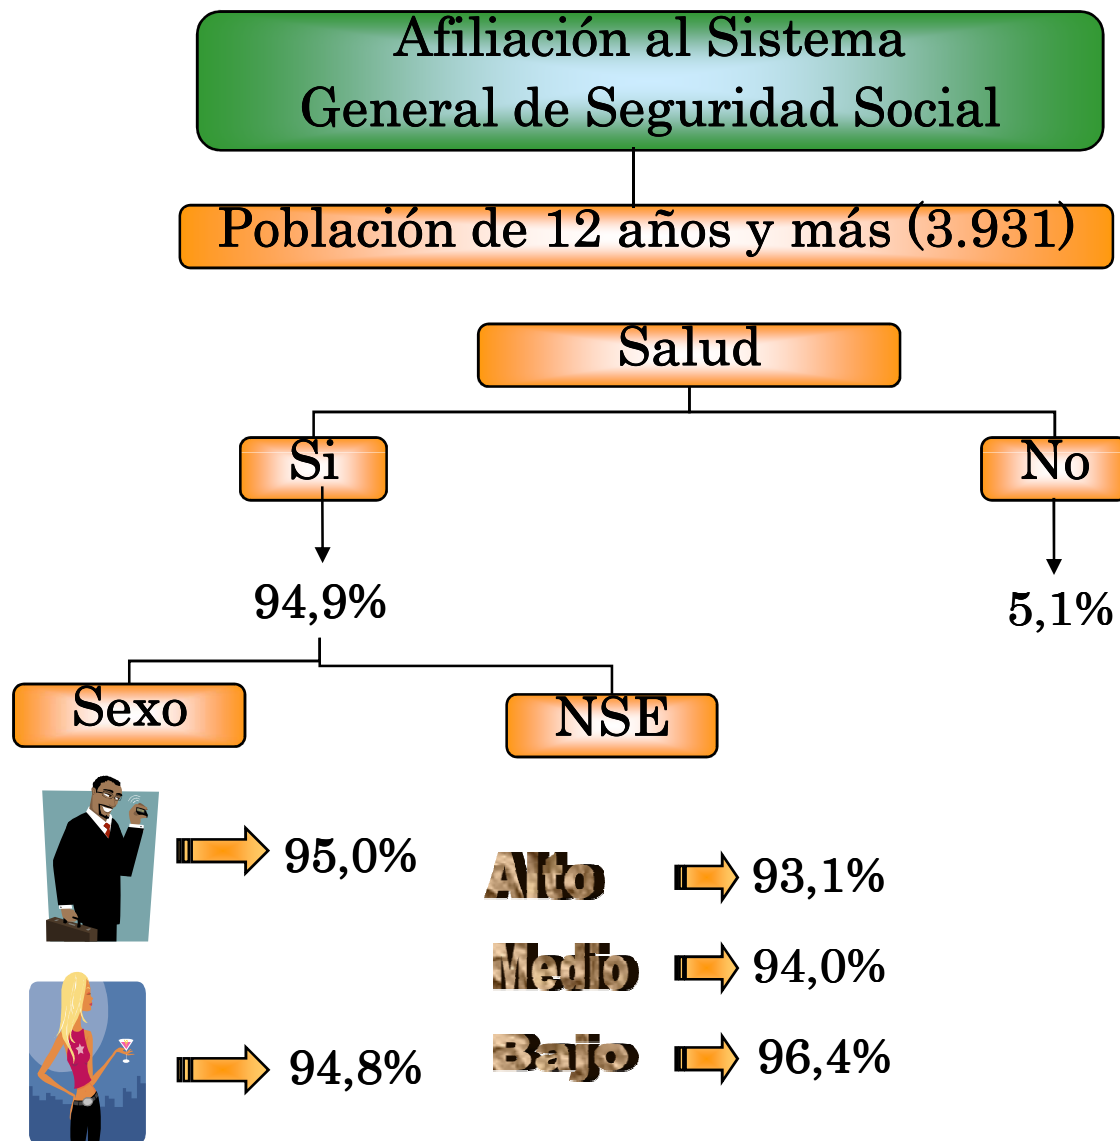 Afiliación al Sistema
General de Seguridad Social
Población de 12 años y más (3.931)
Salud
Si
No
94,9%
5,1%
Sexo
NSE
95,0%
Alto
93,1%
Medio
94,0%
Bajo
96,4%
94,8%